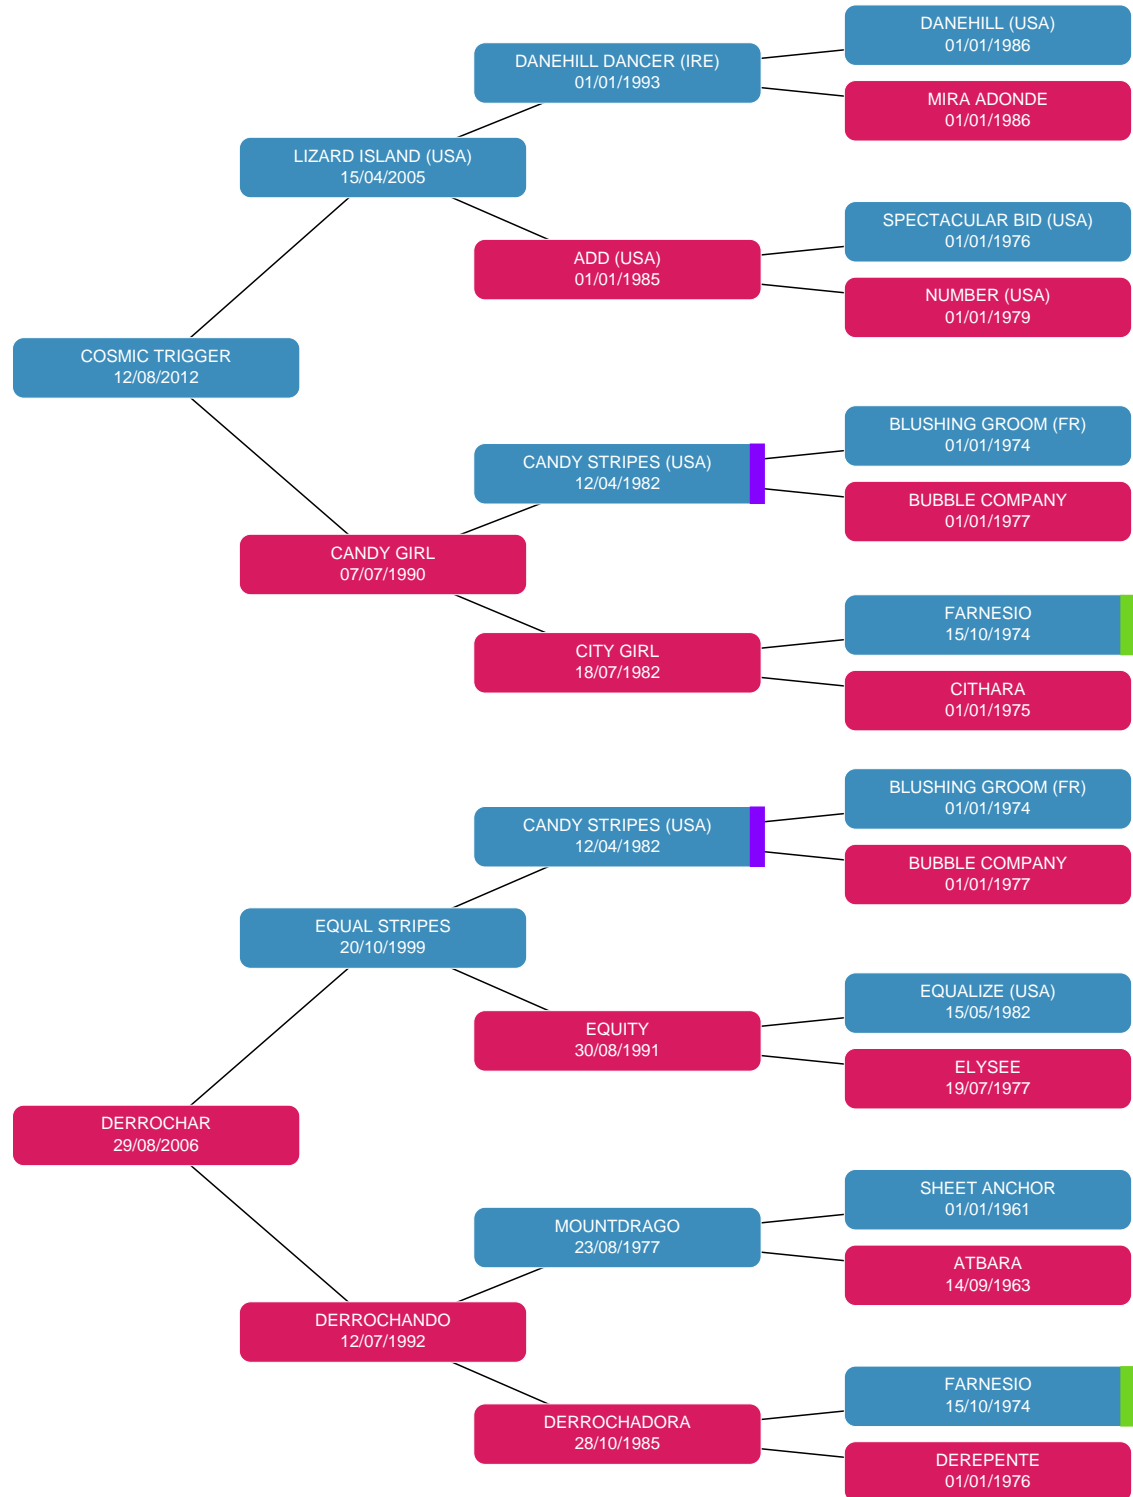 DANEHILL (USA)
01/01/1986
DANEHILL DANCER (IRE)
01/01/1993
MIRA ADONDE
01/01/1986
LIZARD ISLAND (USA)
15/04/2005
SPECTACULAR BID (USA)
01/01/1976
ADD (USA)
01/01/1985
NUMBER (USA)
01/01/1979
COSMIC TRIGGER
12/08/2012
BLUSHING GROOM (FR)
01/01/1974
CANDY STRIPES (USA)
12/04/1982
BUBBLE COMPANY
01/01/1977
CANDY GIRL
07/07/1990
FARNESIO
15/10/1974
CITY GIRL
18/07/1982
CITHARA
01/01/1975
BLUSHING GROOM (FR)
01/01/1974
CANDY STRIPES (USA)
12/04/1982
BUBBLE COMPANY
01/01/1977
EQUAL STRIPES
20/10/1999
EQUALIZE (USA)
15/05/1982
EQUITY
30/08/1991
ELYSEE
19/07/1977
DERROCHAR
29/08/2006
SHEET ANCHOR
01/01/1961
MOUNTDRAGO
23/08/1977
ATBARA
14/09/1963
DERROCHANDO
12/07/1992
FARNESIO
15/10/1974
DERROCHADORA
28/10/1985
DEREPENTE
01/01/1976